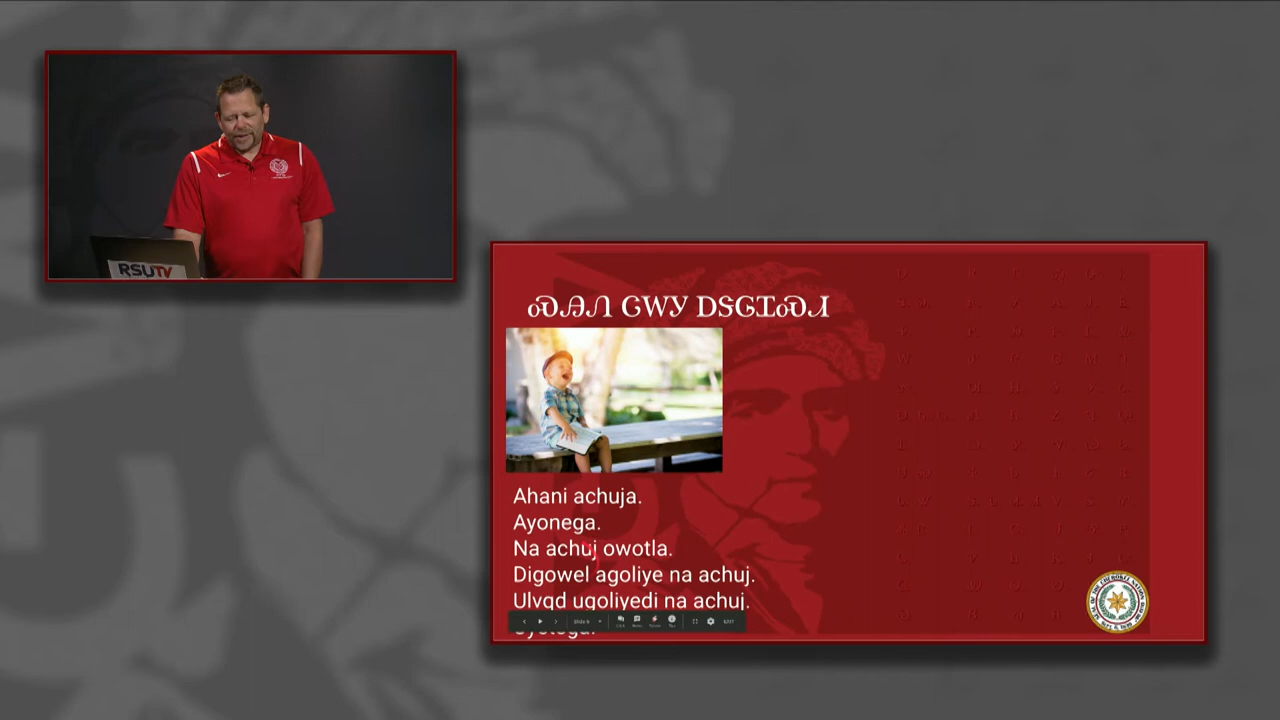 RSUTV
ᏍᎯᏁ ᏣᎳᎩ ᎠᏕᎶᏆᏍᏗ
Ahani achuja.
Ayonega.
Na achuj owotla.
Digowel agoliye na achuj.
Ulvqd ugoliyedi na achuj.